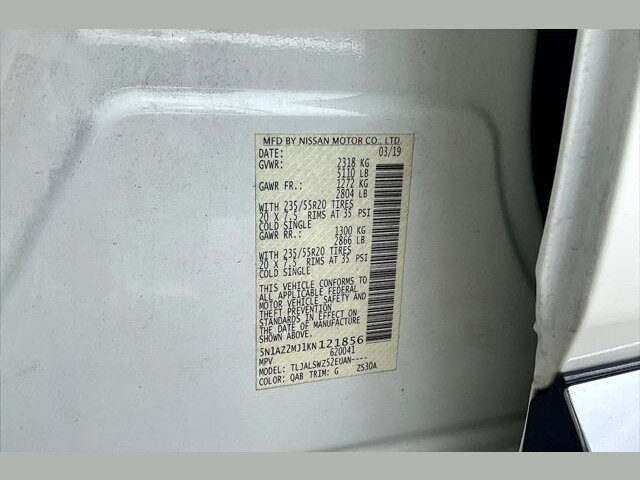 MFD BY NISSAN MOTOR CO., LTD.
DATE: 03/19
GVWR: 2318 KG
5110 LB
GAWR FR.: 1272 KG
2804 LB
WITH 235/55R20 TIRES
20 X 7.5 RIMS AT 35 PSI
COLD SINGLE
GAWR RR.: 1300 KG
2866 LB
WITH 235/55R20 TIRES
20 X 7.5 RIMS AT 35 PSI
COLD SINGLE
THIS VEHICLE CONFORMS TO
ALL APPLICABLE FEDERAL
MOTOR VEHICLE SAFETY AND
THEFT PREVENTION
STANDARDS IN EFFECT ON
THE DATE OF MANUFACTURE
SHOWN ABOVE.
5N1AZ2MJ1KN121856
MPV 620041
MODEL: TLJALSWZ52EUAN----
COLOR: QAB TRIM: G ZS30A